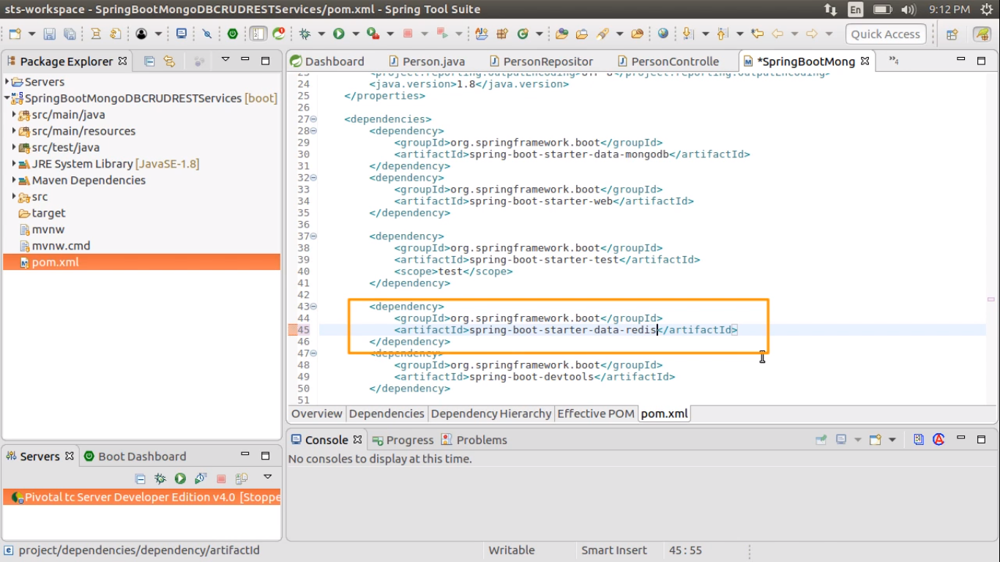 sts-workspace - SpringBootMongoDBCRUDRESTServices/pom.xml - Spring Tool Suite
En
9:12 PM
Quick Access
Package Explorer
Dashboard
Person.java
PersonRepositor
PersonControlle
*SpringBootMong
»4
Servers
SpringBootMongoDBCRUDRESTServices [boot]
src/main/java
src/main/resources
src/test/java
JRE System Library [JavaSE-1.8]
Maven Dependencies
src
target
mvnw
mvnw.cmd
pom.xml
23 <project.reporting.outputEncoding>UTF-8</project.reporting.outputEncoding>
24 <java.version>1.8</java.version>
25 </properties>
26
27 <dependencies>
28 <dependency>
29 <groupId>org.springframework.boot</groupId>
30 <artifactId>spring-boot-starter-data-mongodb</artifactId>
31 </dependency>
32 <dependency>
33 <groupId>org.springframework.boot</groupId>
34 <artifactId>spring-boot-starter-web</artifactId>
35 </dependency>
36
37 <dependency>
38 <groupId>org.springframework.boot</groupId>
39 <artifactId>spring-boot-starter-test</artifactId>
40 <scope>test</scope>
41 </dependency>
42
43 <dependency>
44 <groupId>org.springframework.boot</groupId>
45 <artifactId>spring-boot-starter-data-redis</artifactId>
46 </dependency>
47 <dependency>
48 <groupId>org.springframework.boot</groupId>
49 <artifactId>spring-boot-devtools</artifactId>
50 </dependency>
51
Overview
Dependencies
Dependency Hierarchy
Effective POM
pom.xml
Console
Progress
Problems
No consoles to display at this time.
Servers
Boot Dashboard
Pivotal tc Server Developer Edition v4.0 [Stoppe
project/dependencies/dependency/artifactId
Writable
Smart Insert
45 : 55